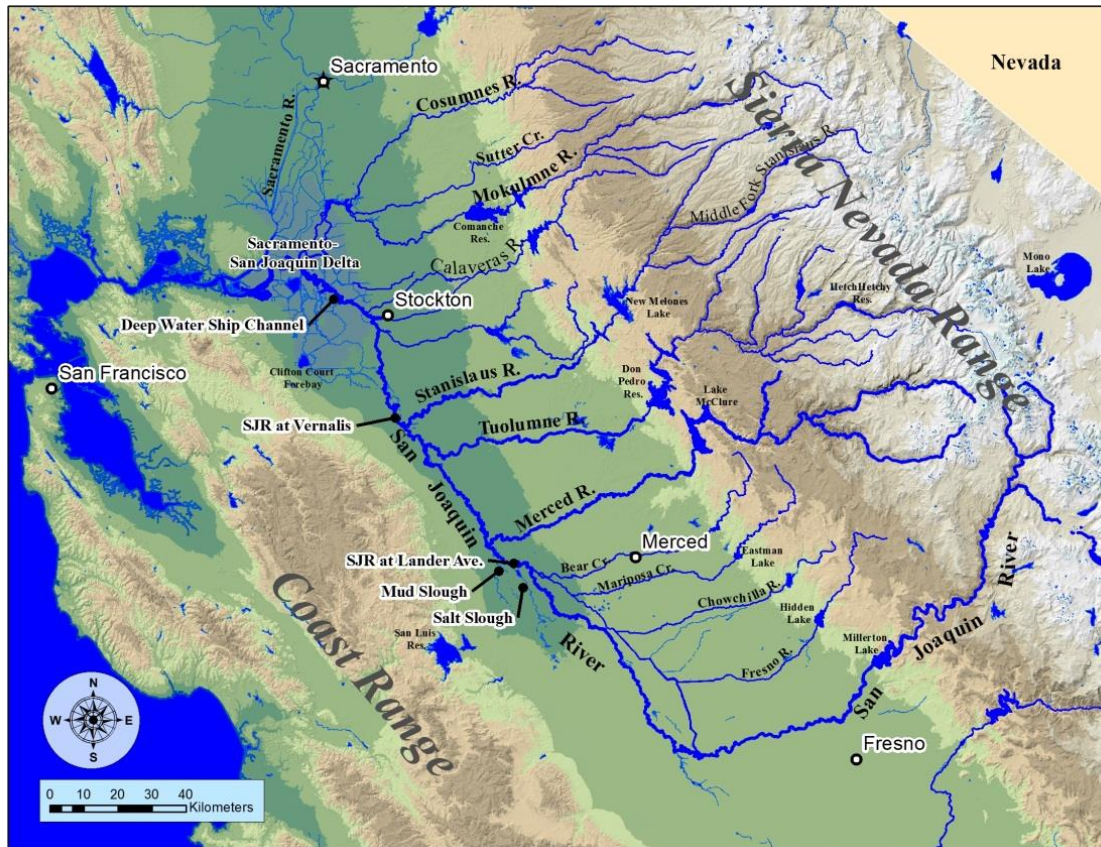 Nevada
Sacramento
Cosumnes R.
Sacramento R.
Sutter Cr.
Mokulmne R.
Sierra Nevada Range
Middle Fork Stanislaus R.
Comanche
Res.
Sacramento-
San Joaquin Delta
Calaveras R.
Mono
Lake
HetchHetchy
Res.
Stockton
New Melones
Lake
Deep Water Ship Channel
San Francisco
Clifton Court
Forebay
Stanislaus R.
Don
Pedro
Res.
Lake
McClure
SJR at Vernalis
Tuolumne R.
San
Joaquin
River
Merced R.
SJR at Lander Ave.
Bear Cr.
Merced
Eastman
Lake
Mud Slough
Mariposa Cr.
Chowchilla R.
Salt Slough
Hidden
Lake
Coast Range
San Luis
Res.
Millerton
Lake
Fresno R.
San
Joaquin
River
Fresno
N
W E
S
0 10 20 30 40
Kilometers